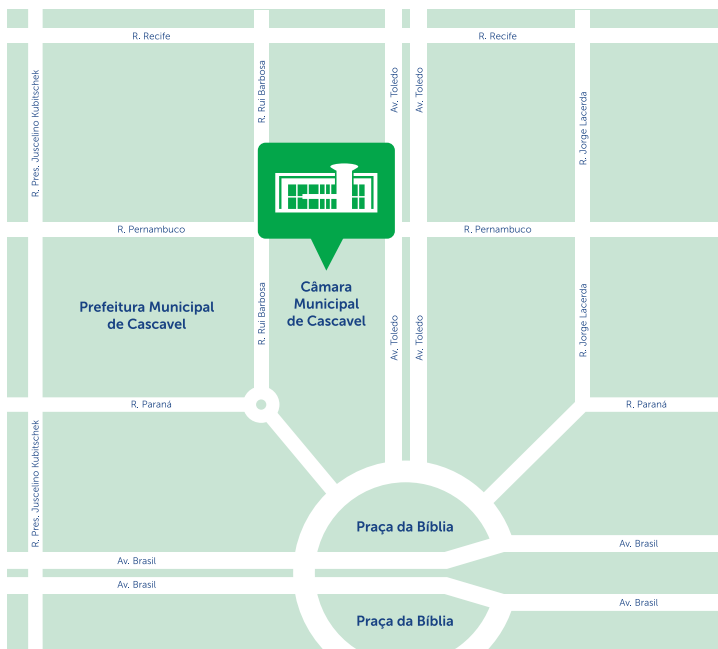 R. Recife
R. Recife
R. Pres. Juscelino Kubitschek
R. Rui Barbosa
Av. Toledo
Av. Toledo
R. Jorge Lacerda
R. Pernambuco
R. Pernambuco
Prefeitura Municipal
de Cascavel
R. Rui Barbosa
Câmara
Municipal
de Cascavel
Av. Toledo
Av. Toledo
R. Jorge Lacerda
R. Paraná
R. Paraná
R. Pres. Juscelino Kubitschek
Praça da Bíblia
Av. Brasil
Av. Brasil
Av. Brasil
Av. Brasil
Praça da Bíblia